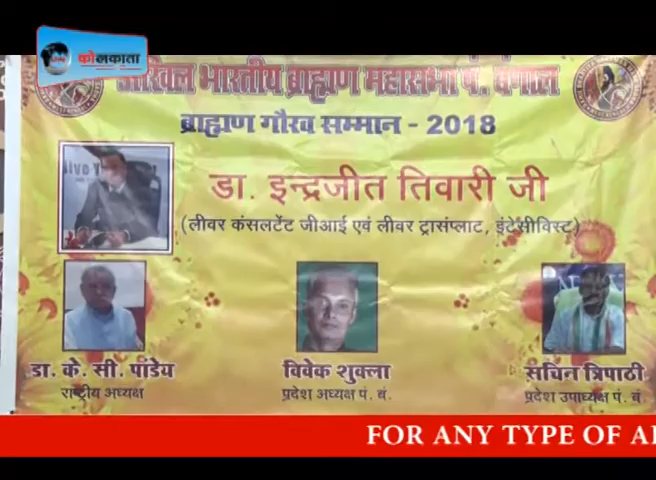 कोलकाता
अखिल भारतीय ब्राह्मण महासभा पं. बंगाल
ब्राह्मण गौरव सम्मान - 2018
डा. इन्द्रजीत तिवारी जी
(लीवर कंसलटेंट जीआई एवं लीवर ट्रासंप्लाट, इंटेसीविस्ट)
डा. के. सी. पांडेय
राष्ट्रीय अध्यक्ष
विवेक शुक्ला
प्रदेश अध्यक्ष पं. बं.
सचिन त्रिपाठी
प्रदेश उपाध्यक्ष पं. बं.
FOR ANY TYPE OF